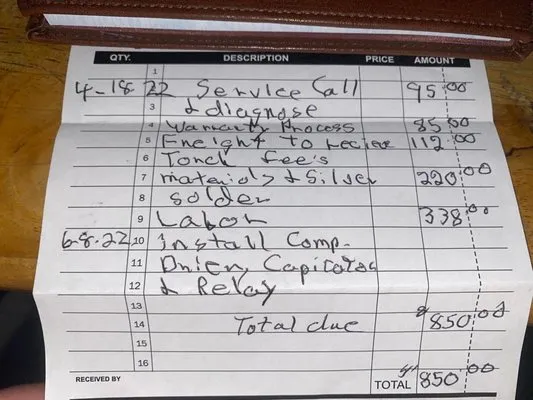 QTY. DESCRIPTION PRICE AMOUNT
1
4-18-22 Service Call 95.00
3 & diagnose
4 Warranty Process 85.00
5 Freight to recieve 112.00
6 Torch fee's
7 materials & Silver 220.00
8 solder
9 Labor 338.00
6-8-22 10 Install Comp.
11 Drier, Capicator
12 & Relay
13
14 Total due $850.00
15
16
RECEIVED BY TOTAL $850.00